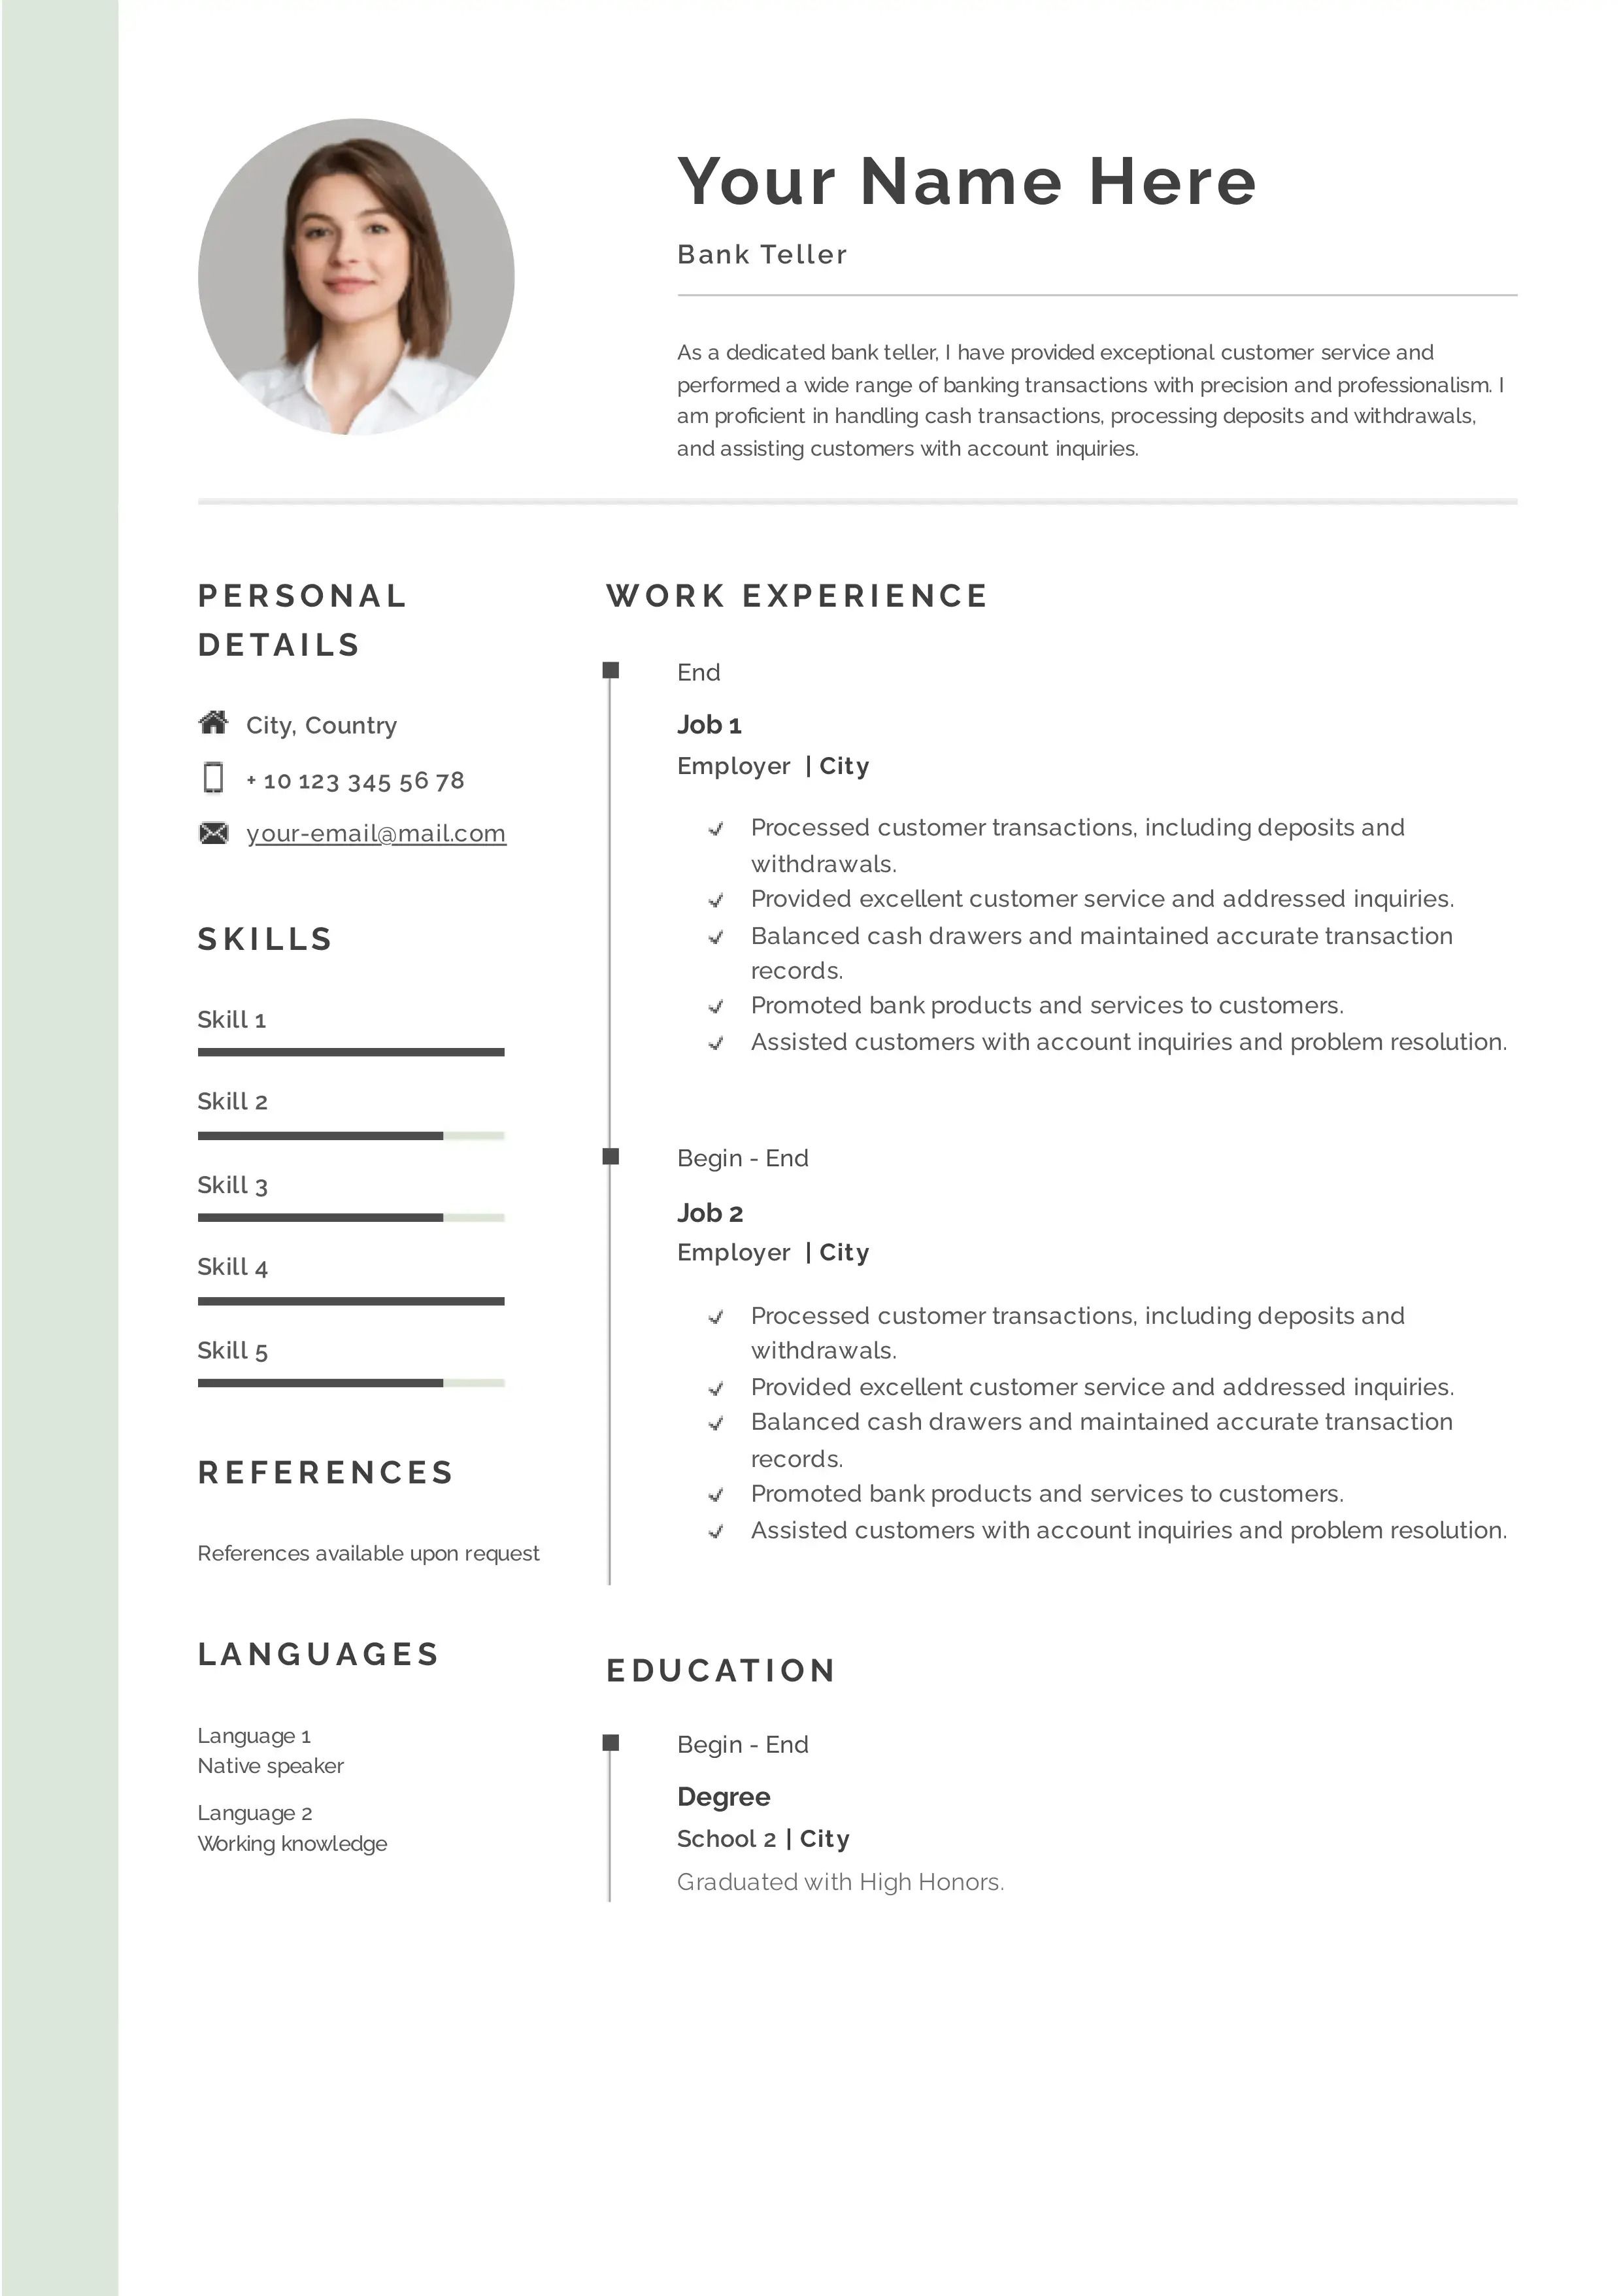 Your Name Here
Bank Teller
As a dedicated bank teller, I have provided exceptional customer service and
performed a wide range of banking transactions with precision and professionalism. I
am proficient in handling cash transactions, processing deposits and withdrawals,
and assisting customers with account inquiries.
PERSONAL
DETAILS
City, Country
+ 10 123 345 56 78
your-email@mail.com
SKILLS
Skill 1
Skill 2
Skill 3
Skill 4
Skill 5
REFERENCES
References available upon request
LANGUAGES
Language 1
Native speaker
Language 2
Working knowledge
WORK EXPERIENCE
End
Job 1
Employer | City
Processed customer transactions, including deposits and
withdrawals.
Provided excellent customer service and addressed inquiries.
Balanced cash drawers and maintained accurate transaction
records.
Promoted bank products and services to customers.
Assisted customers with account inquiries and problem resolution.
Begin - End
Job 2
Employer | City
Processed customer transactions, including deposits and
withdrawals.
Provided excellent customer service and addressed inquiries.
Balanced cash drawers and maintained accurate transaction
records.
Promoted bank products and services to customers.
Assisted customers with account inquiries and problem resolution.
EDUCATION
Begin - End
Degree
School 2 | City
Graduated with High Honors.